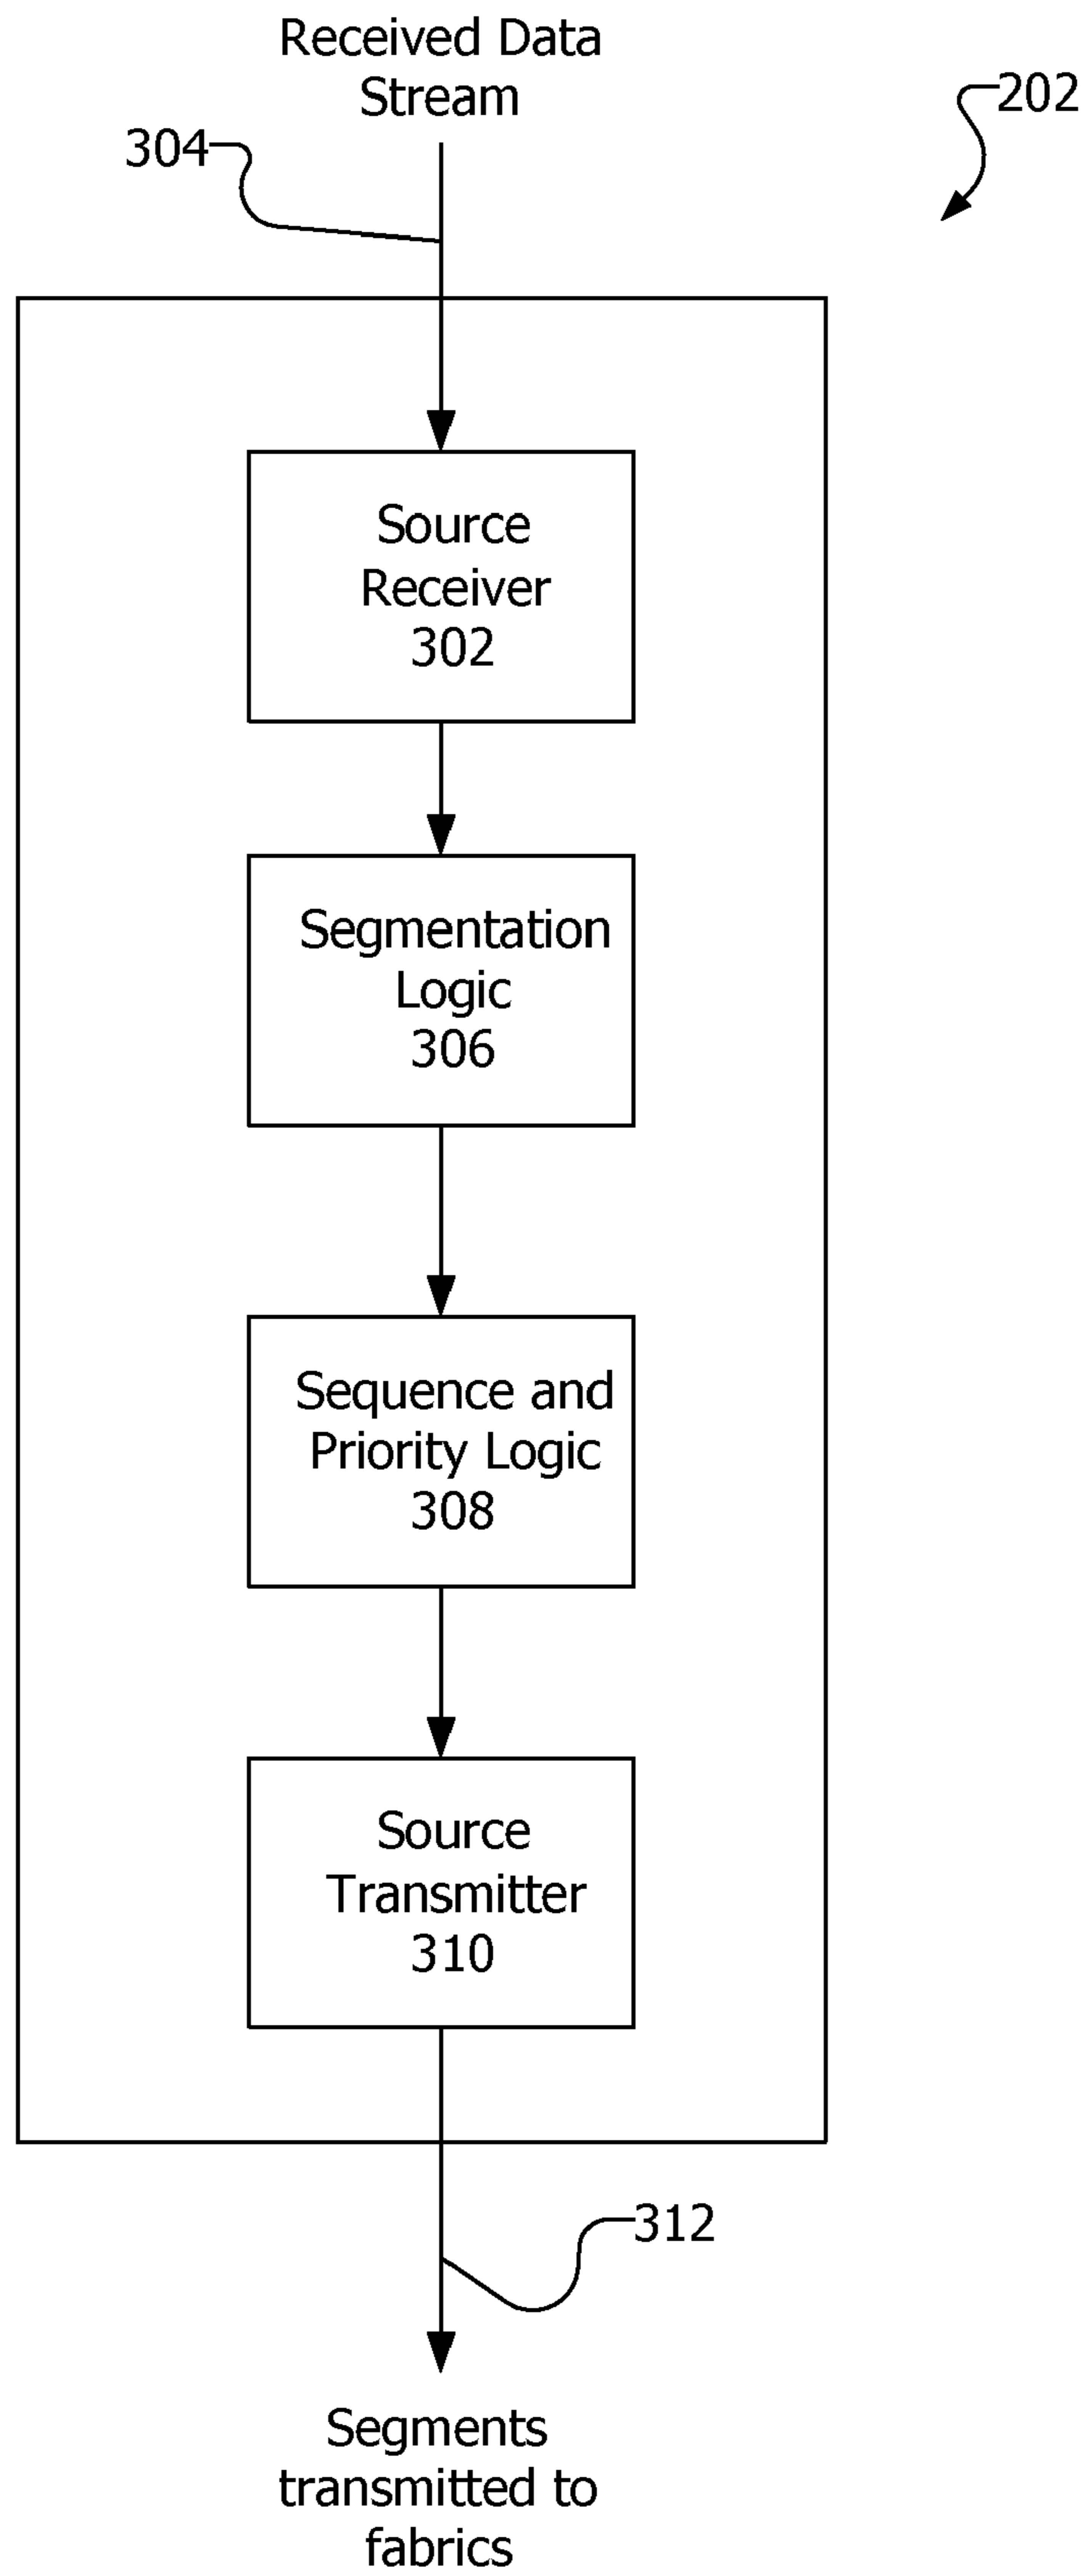 Received Data
Stream
202
304
Source
Receiver
302
Segmentation
Logic
306
Sequence and
Priority Logic
308
Source
Transmitter
310
312
Segments
transmitted to
fabrics